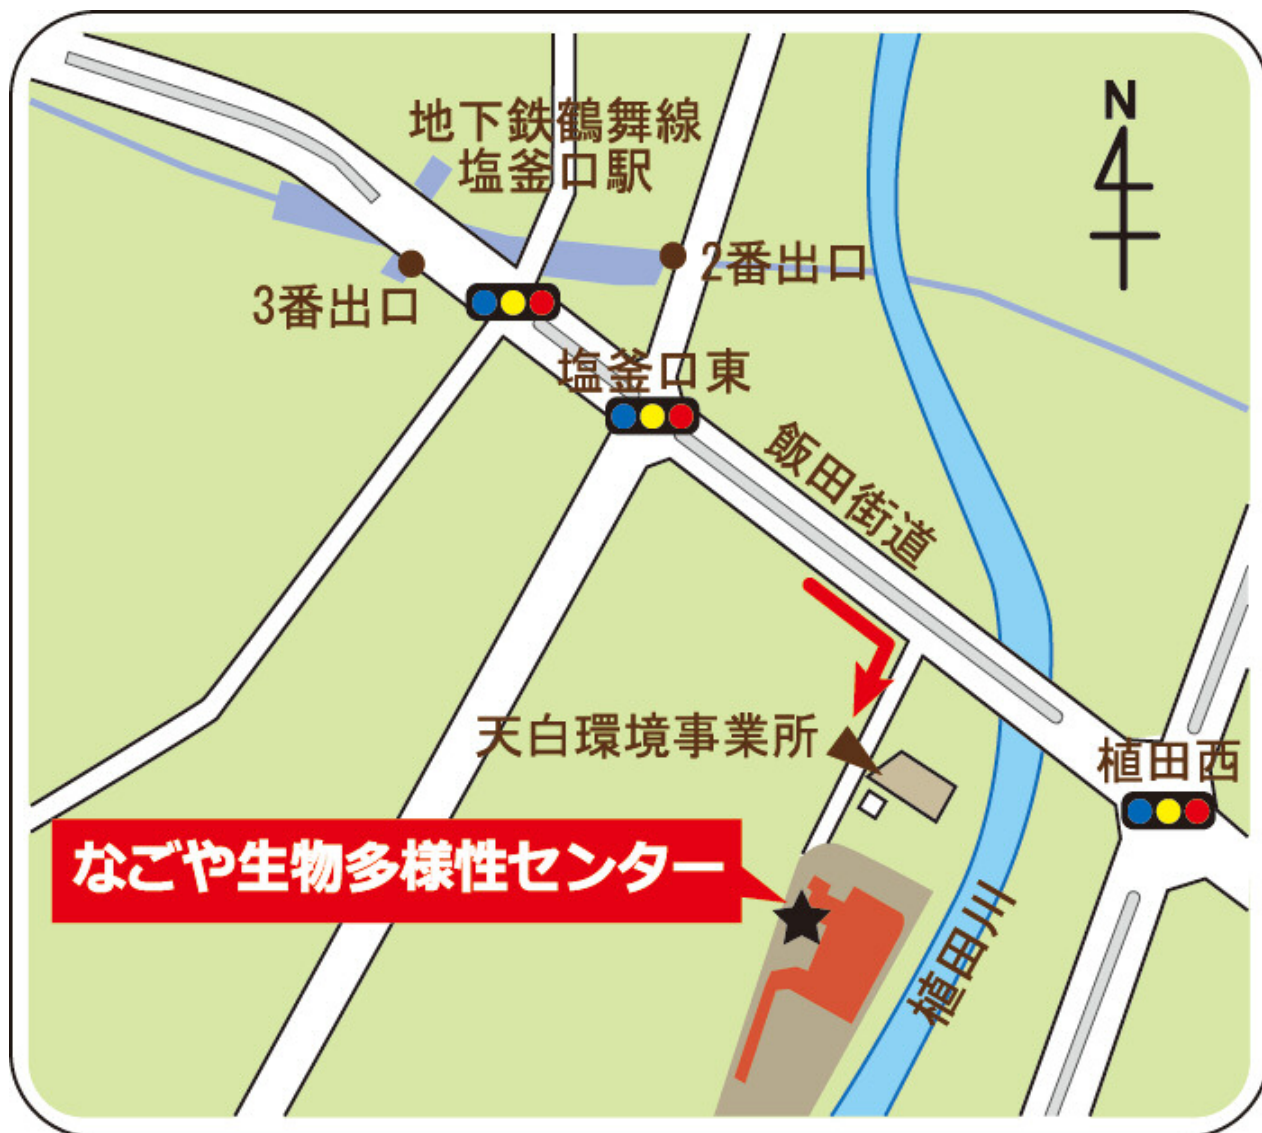 N
地下鉄鶴舞線
塩釜口駅
2番出口
3番出口
塩釜口東
飯田街道
天白環境事業所
植田西
なごや生物多様性センター
植田川